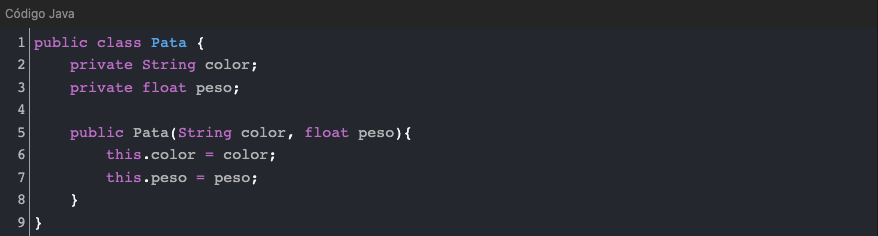 Código Java
1 public class Pata {
2     private String color;
3     private float peso;
4
5     public Pata(String color, float peso){
6         this.color = color;
7         this.peso = peso;
8     }
9 }